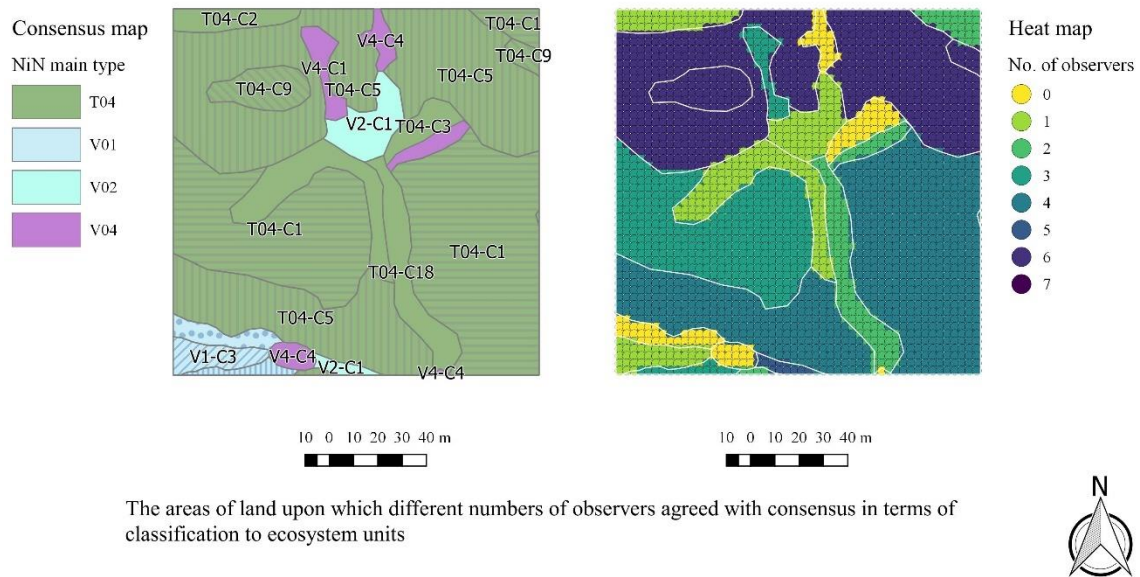 Consensus map
NiN main type
T04
V01
V02
V04
T04-C2
V4-C4
T04-C1
T04-C9
V4-C1
T04-C5
T04-C9
T04-C5
V2-C1
T04-C3
T04-C1
T04-C1
T04-C18
T04-C5
V1-C3
V4-C4
V2-C1
V4-C4
10 0 10 20 30 40 m
Heat map
No. of observers
0
1
2
3
4
5
6
7
10 0 10 20 30 40 m
The areas of land upon which different numbers of observers agreed with consensus in terms of
classification to ecosystem units
N